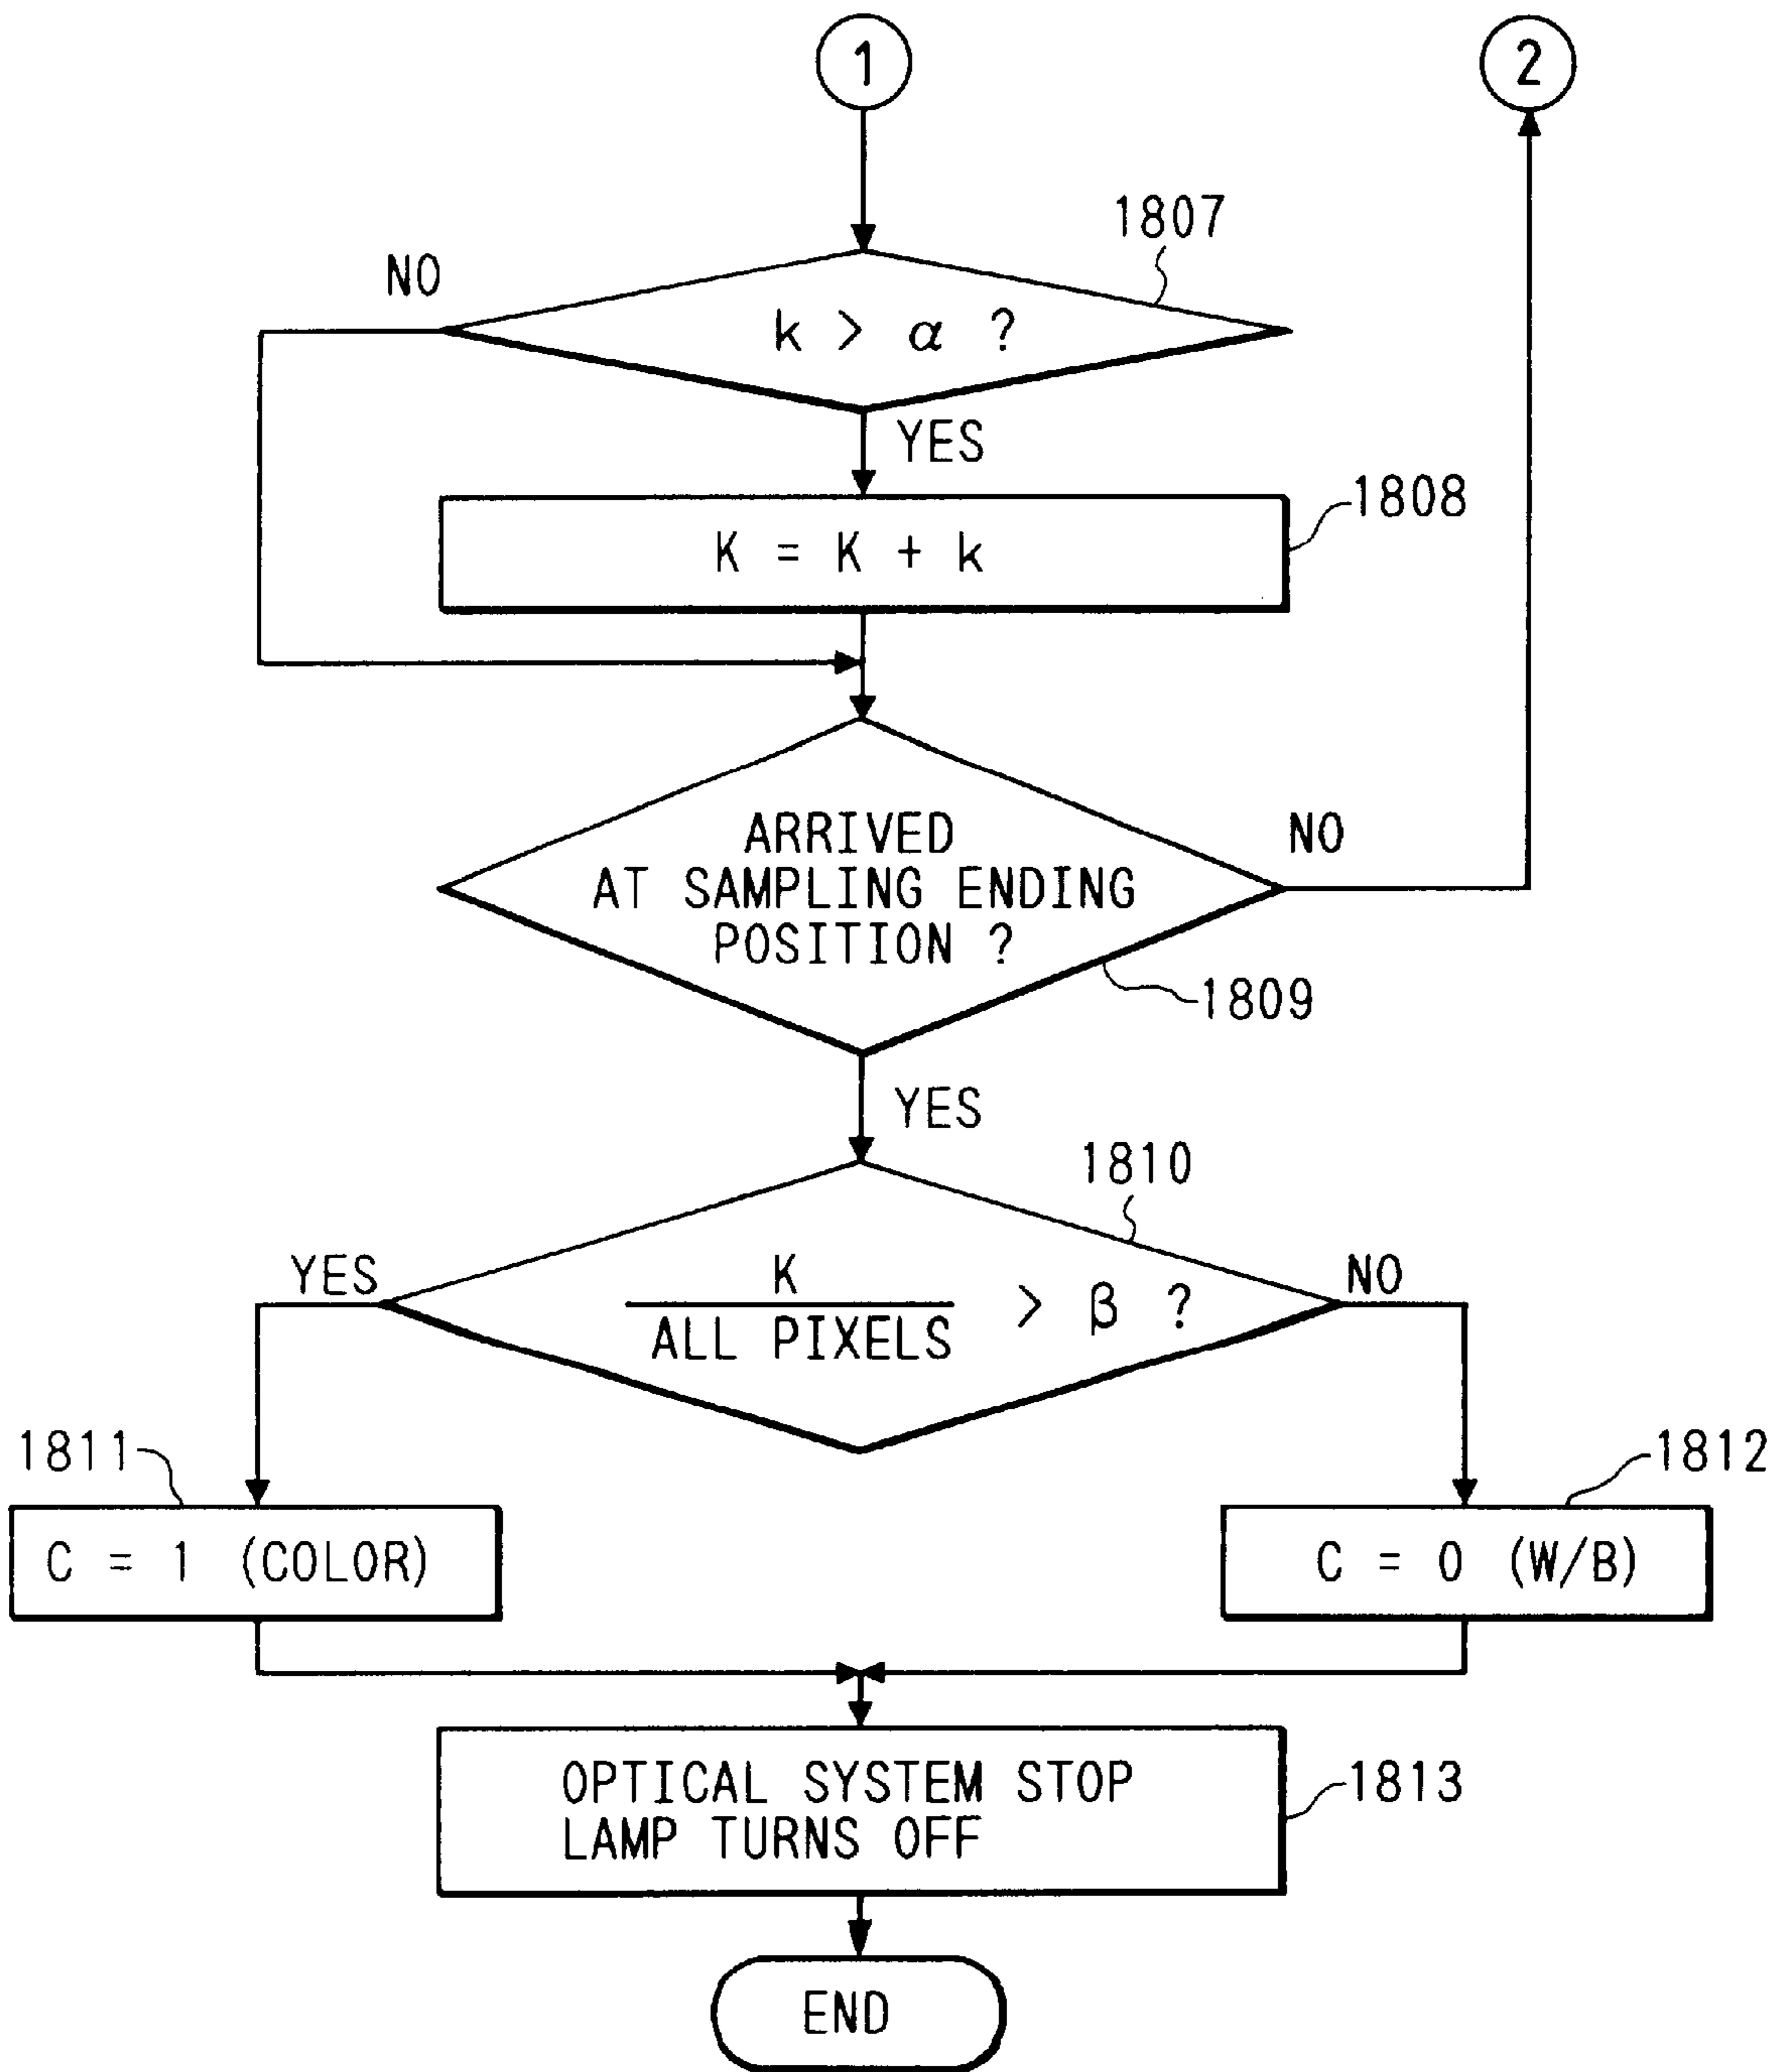 1
2
1807
NO
k > α ?
YES
1808
K = K + k
ARRIVED
AT SAMPLING ENDING
POSITION ?
NO
1809
YES
1810
YES
K
ALL PIXELS
> β ?
NO
1811
1812
C = 1 (COLOR)
C = 0 (W/B)
OPTICAL SYSTEM STOP
LAMP TURNS OFF
1813
END